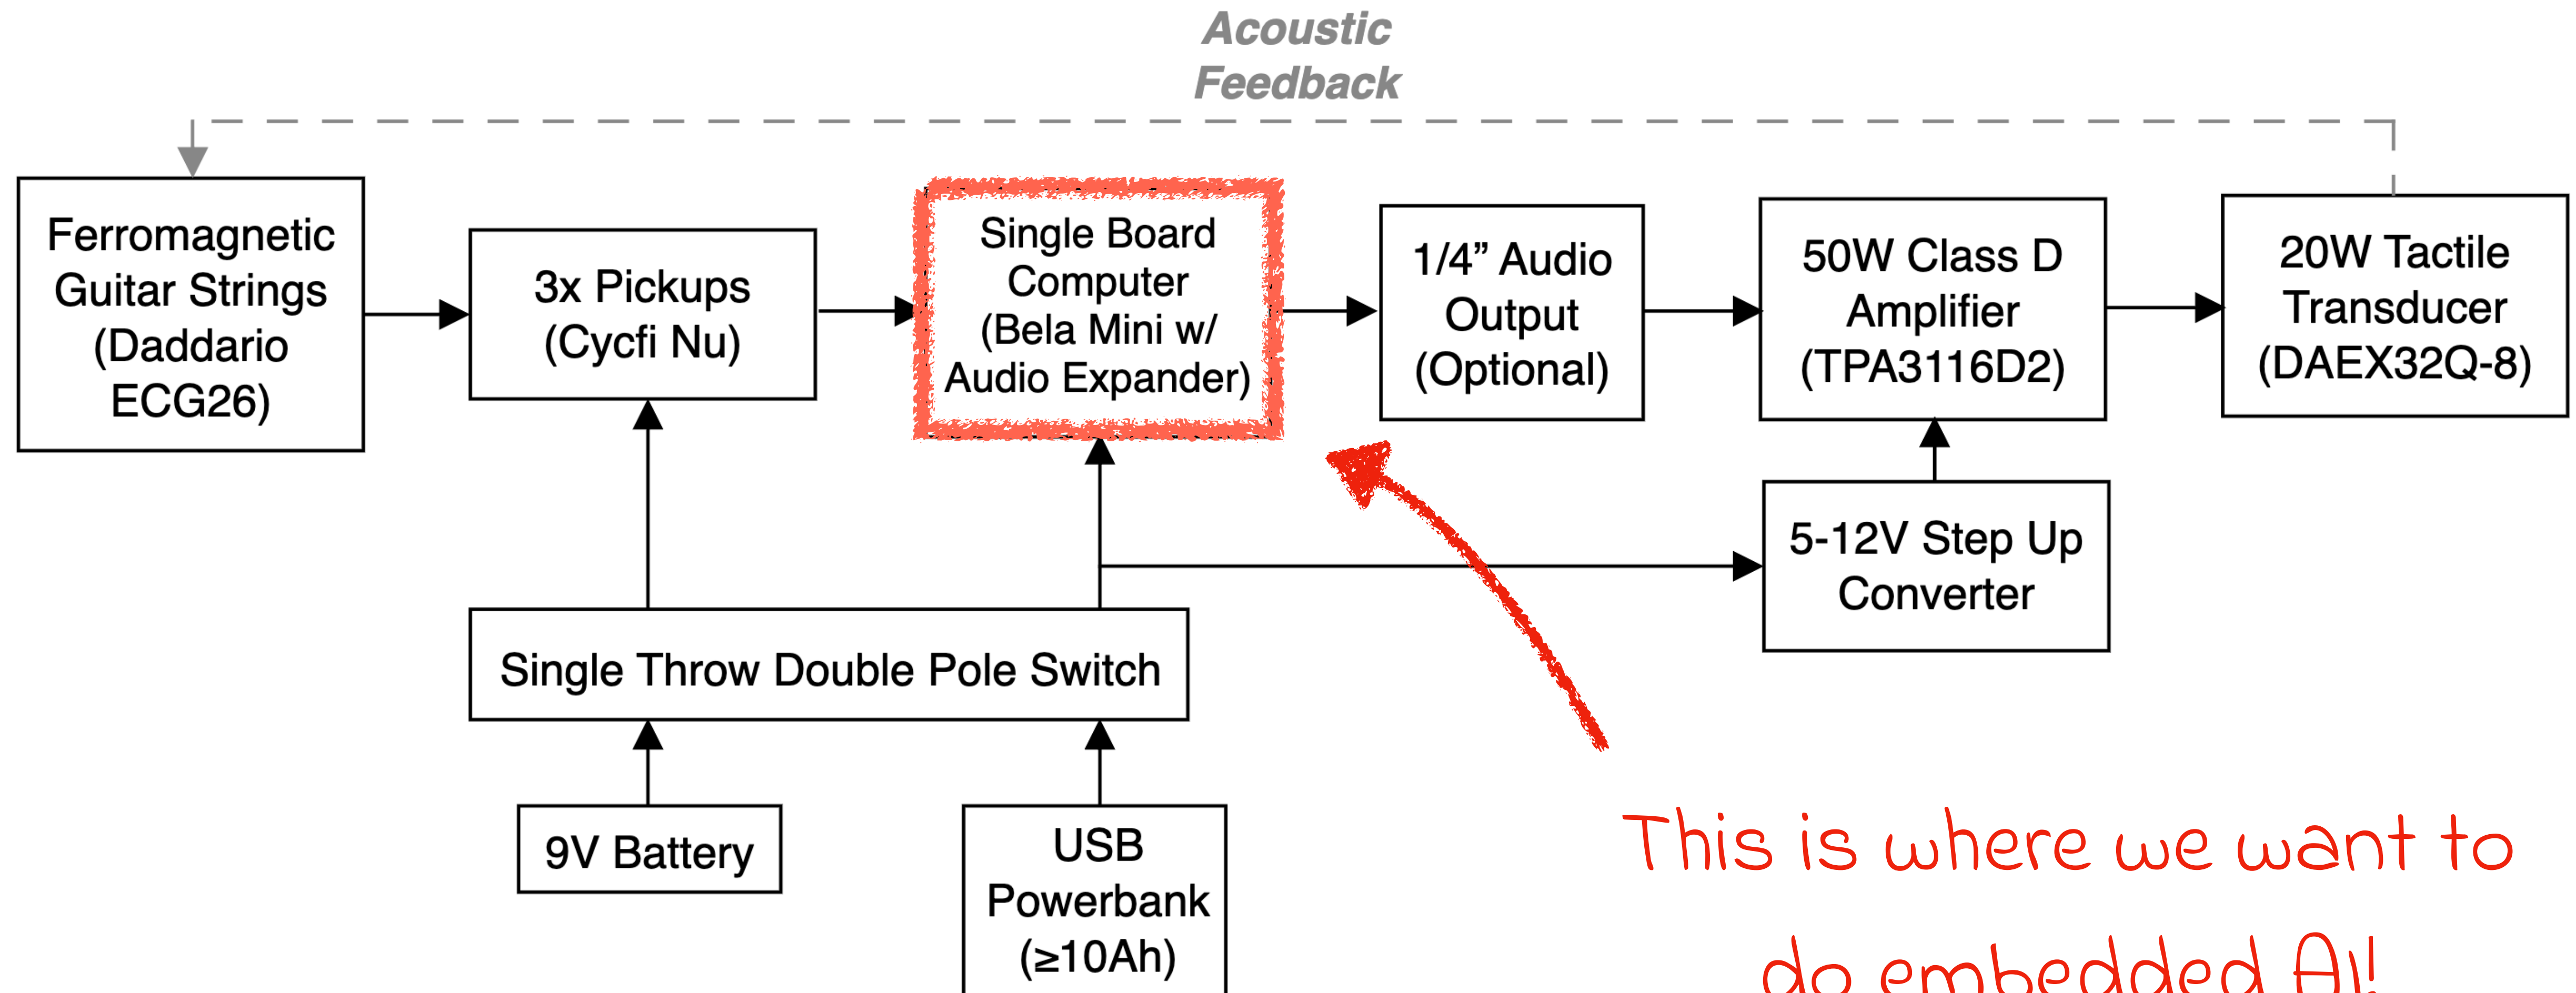 Acoustic
Feedback
Ferromagnetic
Guitar Strings
(Daddario
ECG26)
3x Pickups
(Cycfi Nu)
Single Board
Computer
(Bela Mini w/
Audio Expander)
1/4” Audio
Output
(Optional)
50W Class D
Amplifier
(TPA3116D2)
20W Tactile
Transducer
(DAEX32Q-8)
5-12V Step Up
Converter
Single Throw Double Pole Switch
9V Battery
USB
Powerbank
(≥10Ah)
This is where we want to
do embedded AI!